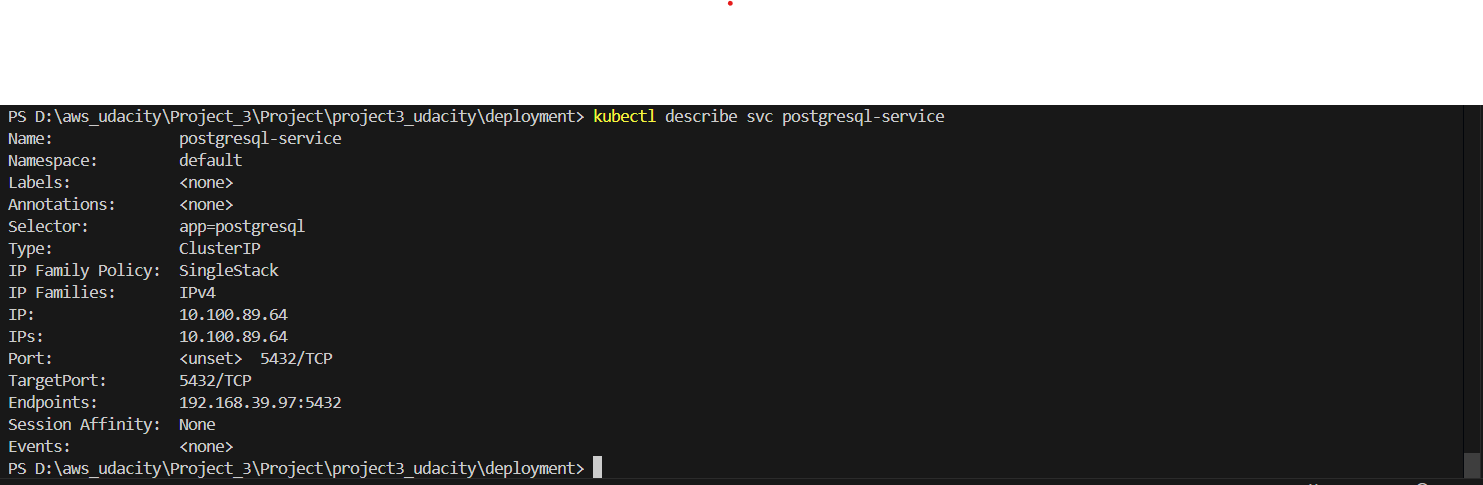 PS D:\aws_udacity\Project_3\Project\project3_udacity\deployment> kubectl describe svc postgresql-service
Name:              postgresql-service
Namespace:         default
Labels:            <none>
Annotations:       <none>
Selector:          app=postgresql
Type:              ClusterIP
IP Family Policy:  SingleStack
IP Families:       IPv4
IP:                10.100.89.64
IPs:               10.100.89.64
Port:              <unset>  5432/TCP
TargetPort:        5432/TCP
Endpoints:         192.168.39.97:5432
Session Affinity:  None
Events:            <none>
PS D:\aws_udacity\Project_3\Project\project3_udacity\deployment>